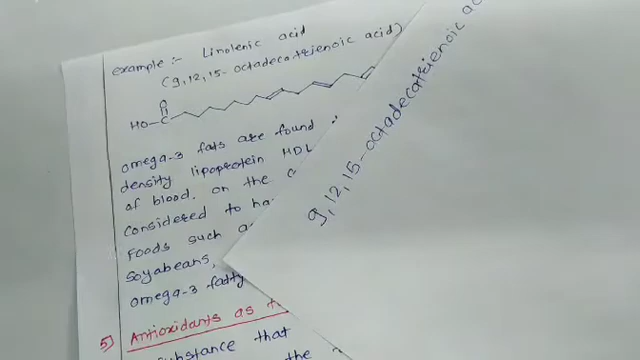 example:- Linolenic acid
(9,12,15-octadecatrienoic acid)
O
HO-C
omega-3 fats are found
density lipoprotein HDL
of blood. on the
considered to
Foods such
soyabeans,
omega-3 fatty
5) Antioxidants as
substance that
the
9,12,15-octadecatrienoic